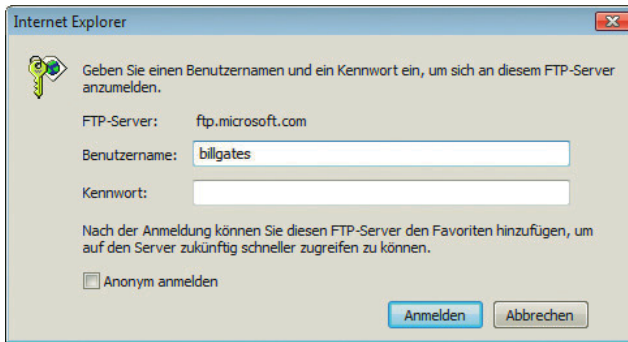 Internet Explorer
Geben Sie einen Benutzernamen und ein Kennwort ein, um sich an diesem FTP-Server
anzumelden.
FTP-Server: ftp.microsoft.com
Benutzername: billgates
Kennwort:
Nach der Anmeldung können Sie diesen FTP-Server den Favoriten hinzufügen, um
auf den Server zukünftig schneller zugreifen zu können.
Anonym anmelden
Anmelden Abbrechen